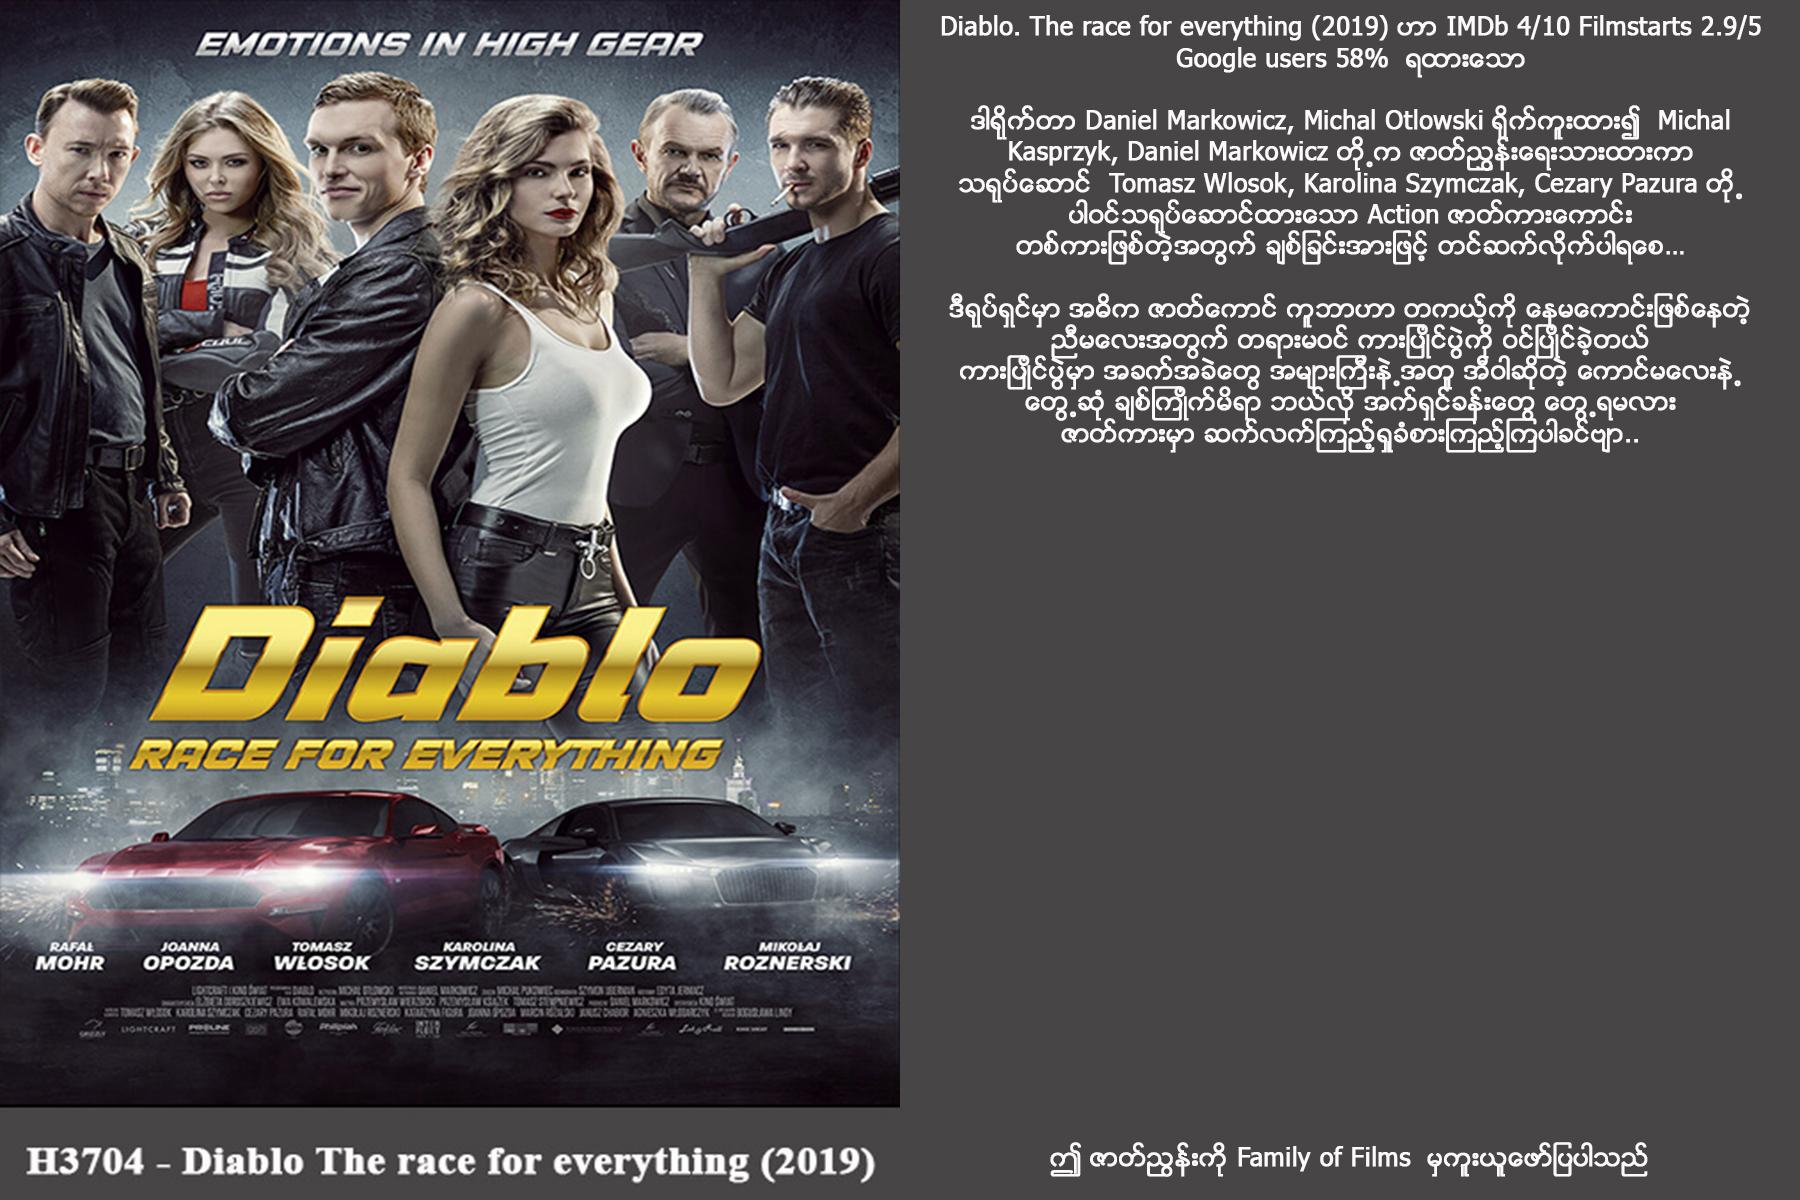 EMOTIONS IN HIGH GEAR
Diablo
RACE FOR EVERYTHING
RAFAŁ MOHR
JOANNA OPOZDA
TOMASZ WŁOSOK
KAROLINA SZYMCZAK
CEZARY PAZURA
MIKOŁAJ ROZNERSKI
H3704 - Diablo The race for everything (2019)
Diablo. The race for everything (2019) ဟာ IMDb 4/10 Filmstarts 2.9/5
Google users 58% ရထားသော
ဒါရိုက်တာ Daniel Markowicz, Michal Otlowski ရိုက်ကူးထား၍ Michal
Kasprzyk, Daniel Markowicz တို့က ဇာတ်ညွှန်းရေးသားထားကာ
သရုပ်ဆောင် Tomasz Wlosok, Karolina Szymczak, Cezary Pazura တို့
ပါဝင်သရုပ်ဆောင်ထားသော Action ဇာတ်ကားကောင်း
တစ်ကားဖြစ်တဲ့အတွက် ချစ်ခြင်းအားဖြင့် တင်ဆက်လိုက်ပါရစေ...
ဒီရုပ်ရှင်မှာ အဓိက ဇာတ်ကောင် ကူဘာဟာ တကယ့်ကို နေမကောင်းဖြစ်နေတဲ့
ညီမလေးအတွက် တရားမဝင် ကားပြိုင်ပွဲကို ဝင်ပြိုင်ခဲ့တယ်
ကားပြိုင်ပွဲမှာ အခက်အခဲတွေ အများကြီးနဲ့အတူ အီဝါဆိုတဲ့ ကောင်မလေးနဲ့
တွေ့ဆုံ ချစ်ကြိုက်မိရာ ဘယ်လို အက်ရှင်ခန်းတွေ တွေ့ရမလား
ဇာတ်ကားမှာ ဆက်လက်ကြည့်ရှုခံစားကြည့်ကြပါခင်ဗျာ..
ဤ ဇာတ်ညွှန်းကို Family of Films မှကူးယူဖော်ပြပါသည်